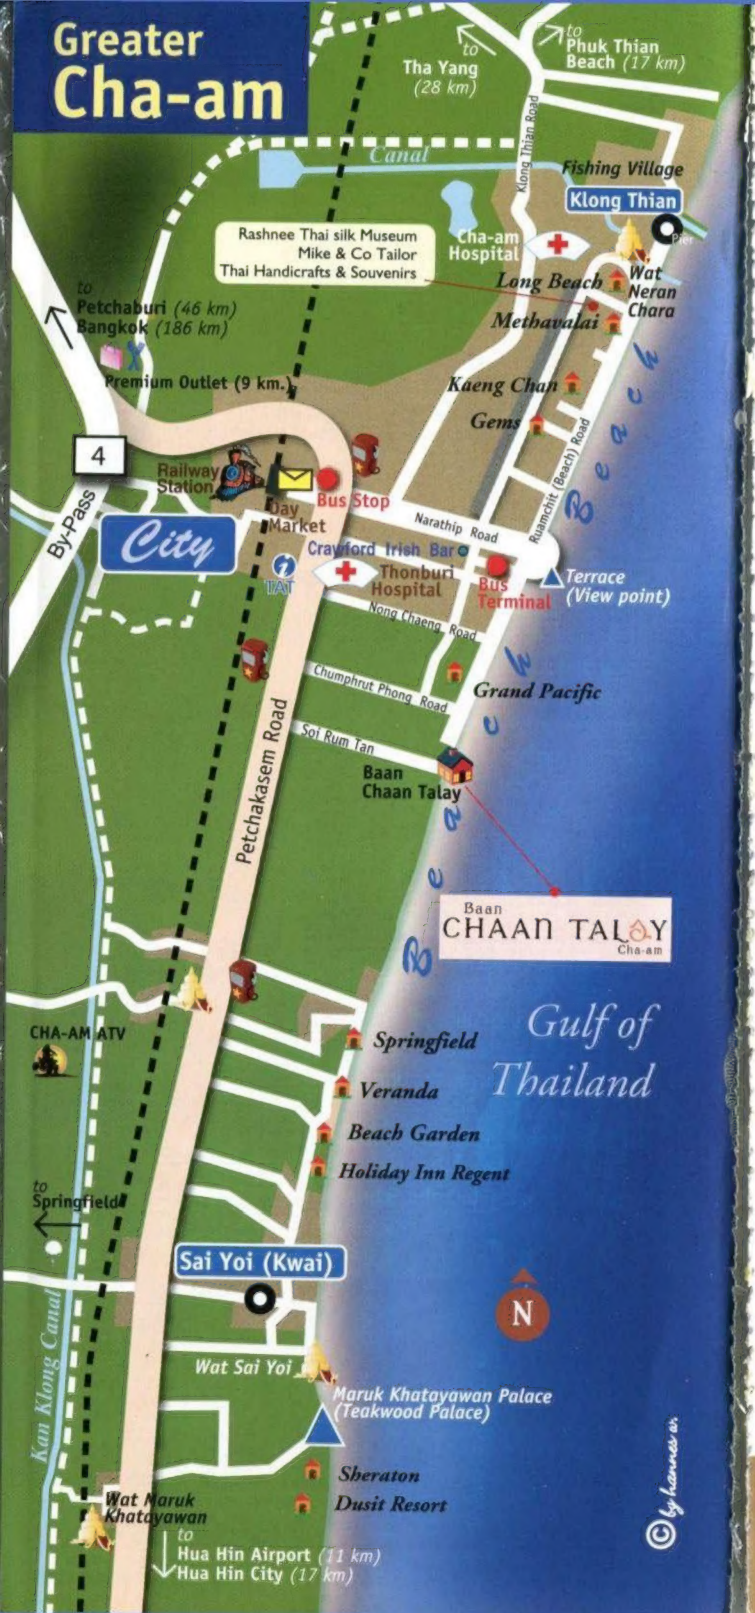 Greater
Cha-am
to
Tha Yang
(28 km)
to
Phuk Thian
Beach (17 km)
Klong Thian Road
Canal
Fishing Village
Klong Thian
Pier
Rashnee Thai silk Museum
Mike & Co Tailor
Thai Handicrafts & Souvenirs
Cha-am
Hospital
Long Beach
Wat
Neran
Chara
Methavalai
to
Petchaburi (46 km)
Bangkok (186 km)
Premium Outlet (9 km.)
Kaeng Chan
Gems
Beach
4
By-Pass
Railway
Station
Bus Stop
Day
Market
City
TAT
Narathip Road
Ruamchit (Beach) Road
Crawford Irish Bar
Thonburi
Hospital
Bus
Terminal
Terrace
(View point)
Nong Chaeng Road
Chumphrut Phong Road
Grand Pacific
Soi Rum Tan
Petchakasem Road
Baan
Chaan Talay
Beach
Baan
CHAAN TALAY
Cha-am
Gulf of
Thailand
CHA-AM ATV
Springfield
Veranda
Beach Garden
Holiday Inn Regent
to
Springfield
Sai Yoi (Kwai)
N
Kan Klong Canal
Wat Sai Yoi
Maruk Khatayawan Palace
(Teakwood Palace)
Sheraton
Dusit Resort
Wat Maruk
Khatayawan
to
Hua Hin Airport (11 km)
Hua Hin City (17 km)
© by hannes ar.